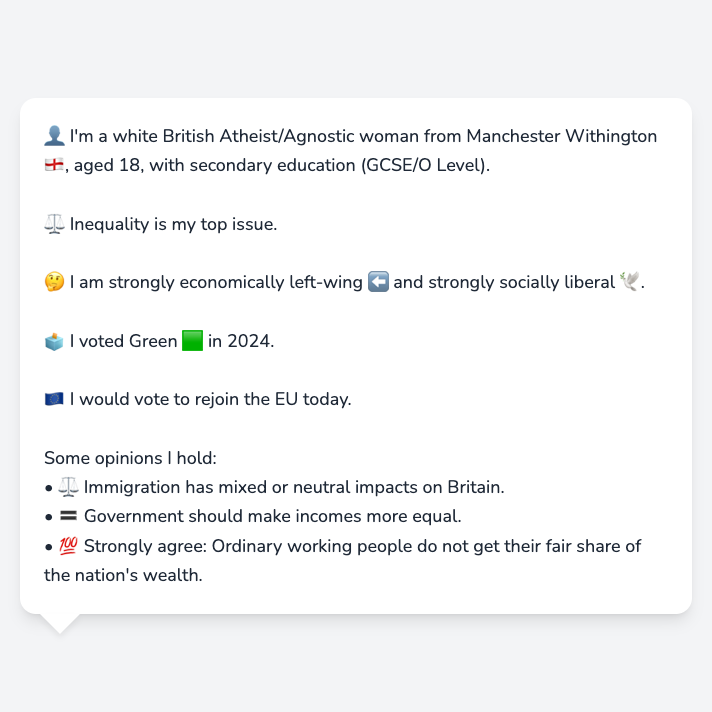 👤 I'm a white British Atheist/Agnostic woman from Manchester Withington
🏴󠁧󠁢󠁥󠁮󠁧󠁿, aged 18, with secondary education (GCSE/O Level).
⚖️ Inequality is my top issue.
🤔 I am strongly economically left-wing ⬅️ and strongly socially liberal 🕊️.
🗳️ I voted Green 🟩 in 2024.
🇪🇺 I would vote to rejoin the EU today.
Some opinions I hold:
• ⚖️ Immigration has mixed or neutral impacts on Britain.
• 🟰 Government should make incomes more equal.
• 💯 Strongly agree: Ordinary working people do not get their fair share of
the nation's wealth.